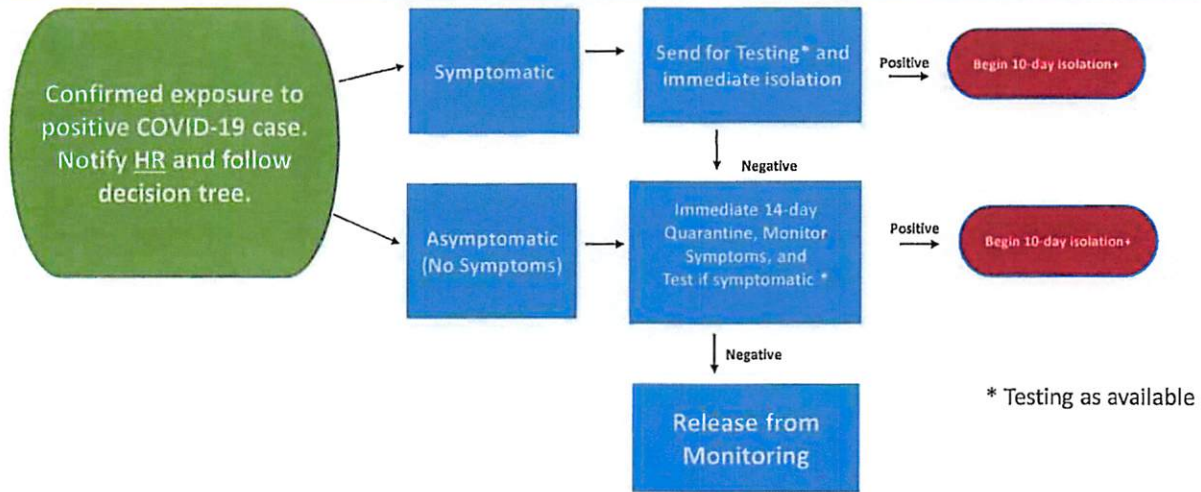 Confirmed exposure to
positive COVID-19 case.
Notify HR and follow
decision tree.
Symptomatic
Send for Testing* and
immediate isolation
Positive
Begin 10-day isolation+
Negative
Asymptomatic
(No Symptoms)
Immediate 14-day
Quarantine, Monitor
Symptoms, and
Test if symptomatic *
Positive
Begin 10-day isolation+
Negative
Release from
Monitoring
* Testing as available